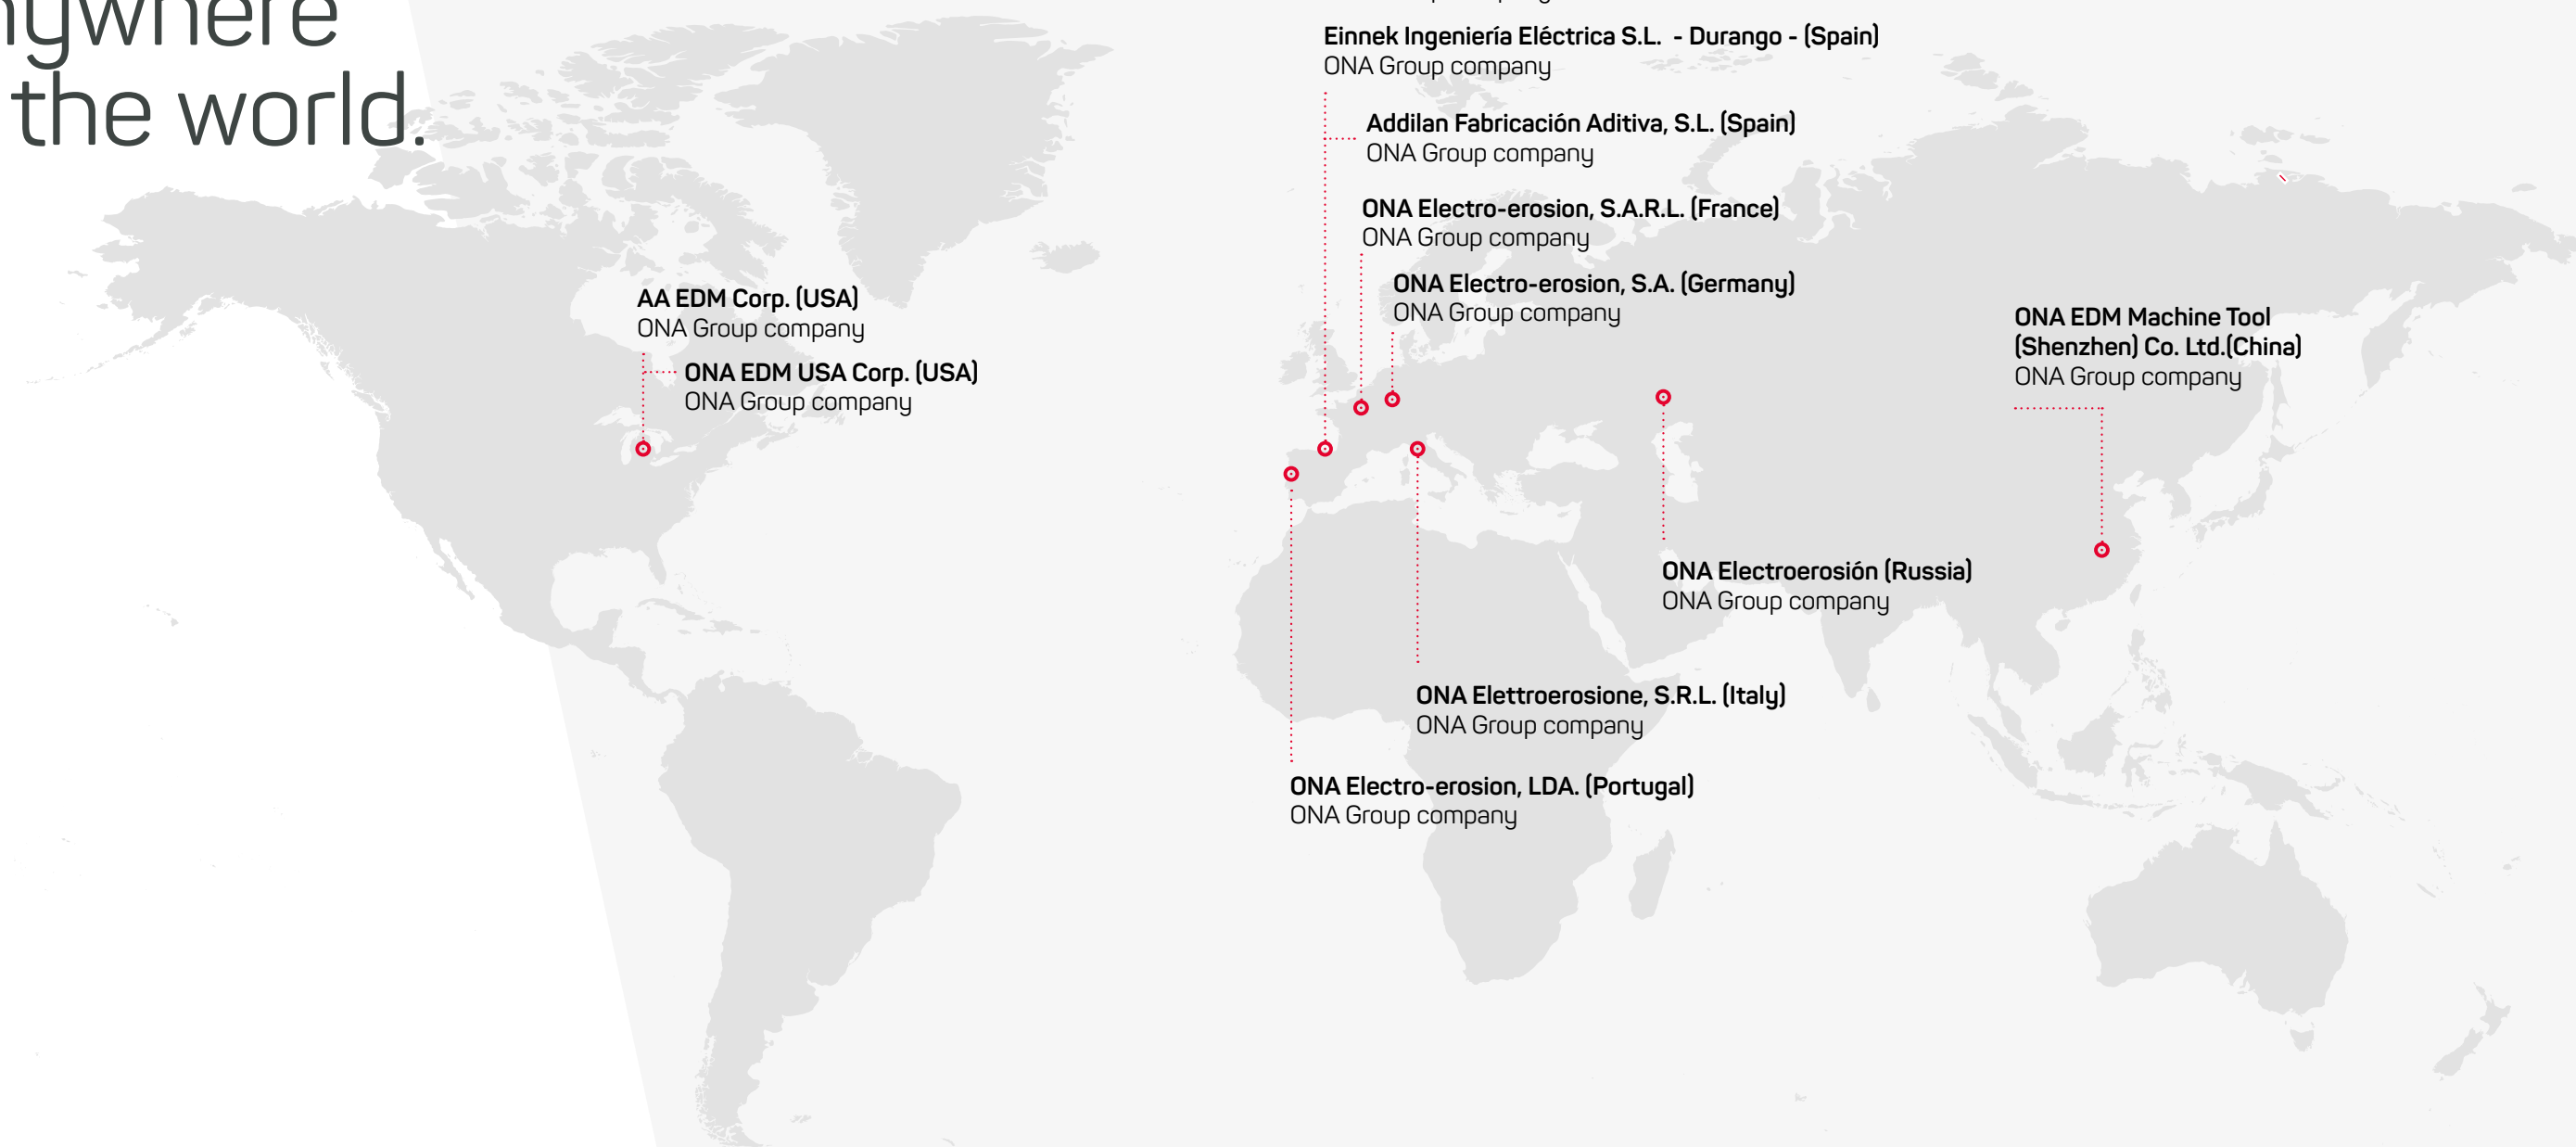 the world.
Einnek Ingeniería Eléctrica S.L. - Durango - (Spain)
ONA Group company
Addilan Fabricación Aditiva, S.L. (Spain)
ONA Group company
ONA Electro-erosion, S.A.R.L. (France)
ONA Group company
ONA Electro-erosion, S.A. (Germany)
ONA Group company
AA EDM Corp. (USA)
ONA Group company
ONA EDM USA Corp. (USA)
ONA Group company
ONA EDM Machine Tool
(Shenzhen) Co. Ltd.(China)
ONA Group company
ONA Electroerosión (Russia)
ONA Group company
ONA Elettroerosione, S.R.L. (Italy)
ONA Group company
ONA Electro-erosion, LDA. (Portugal)
ONA Group company